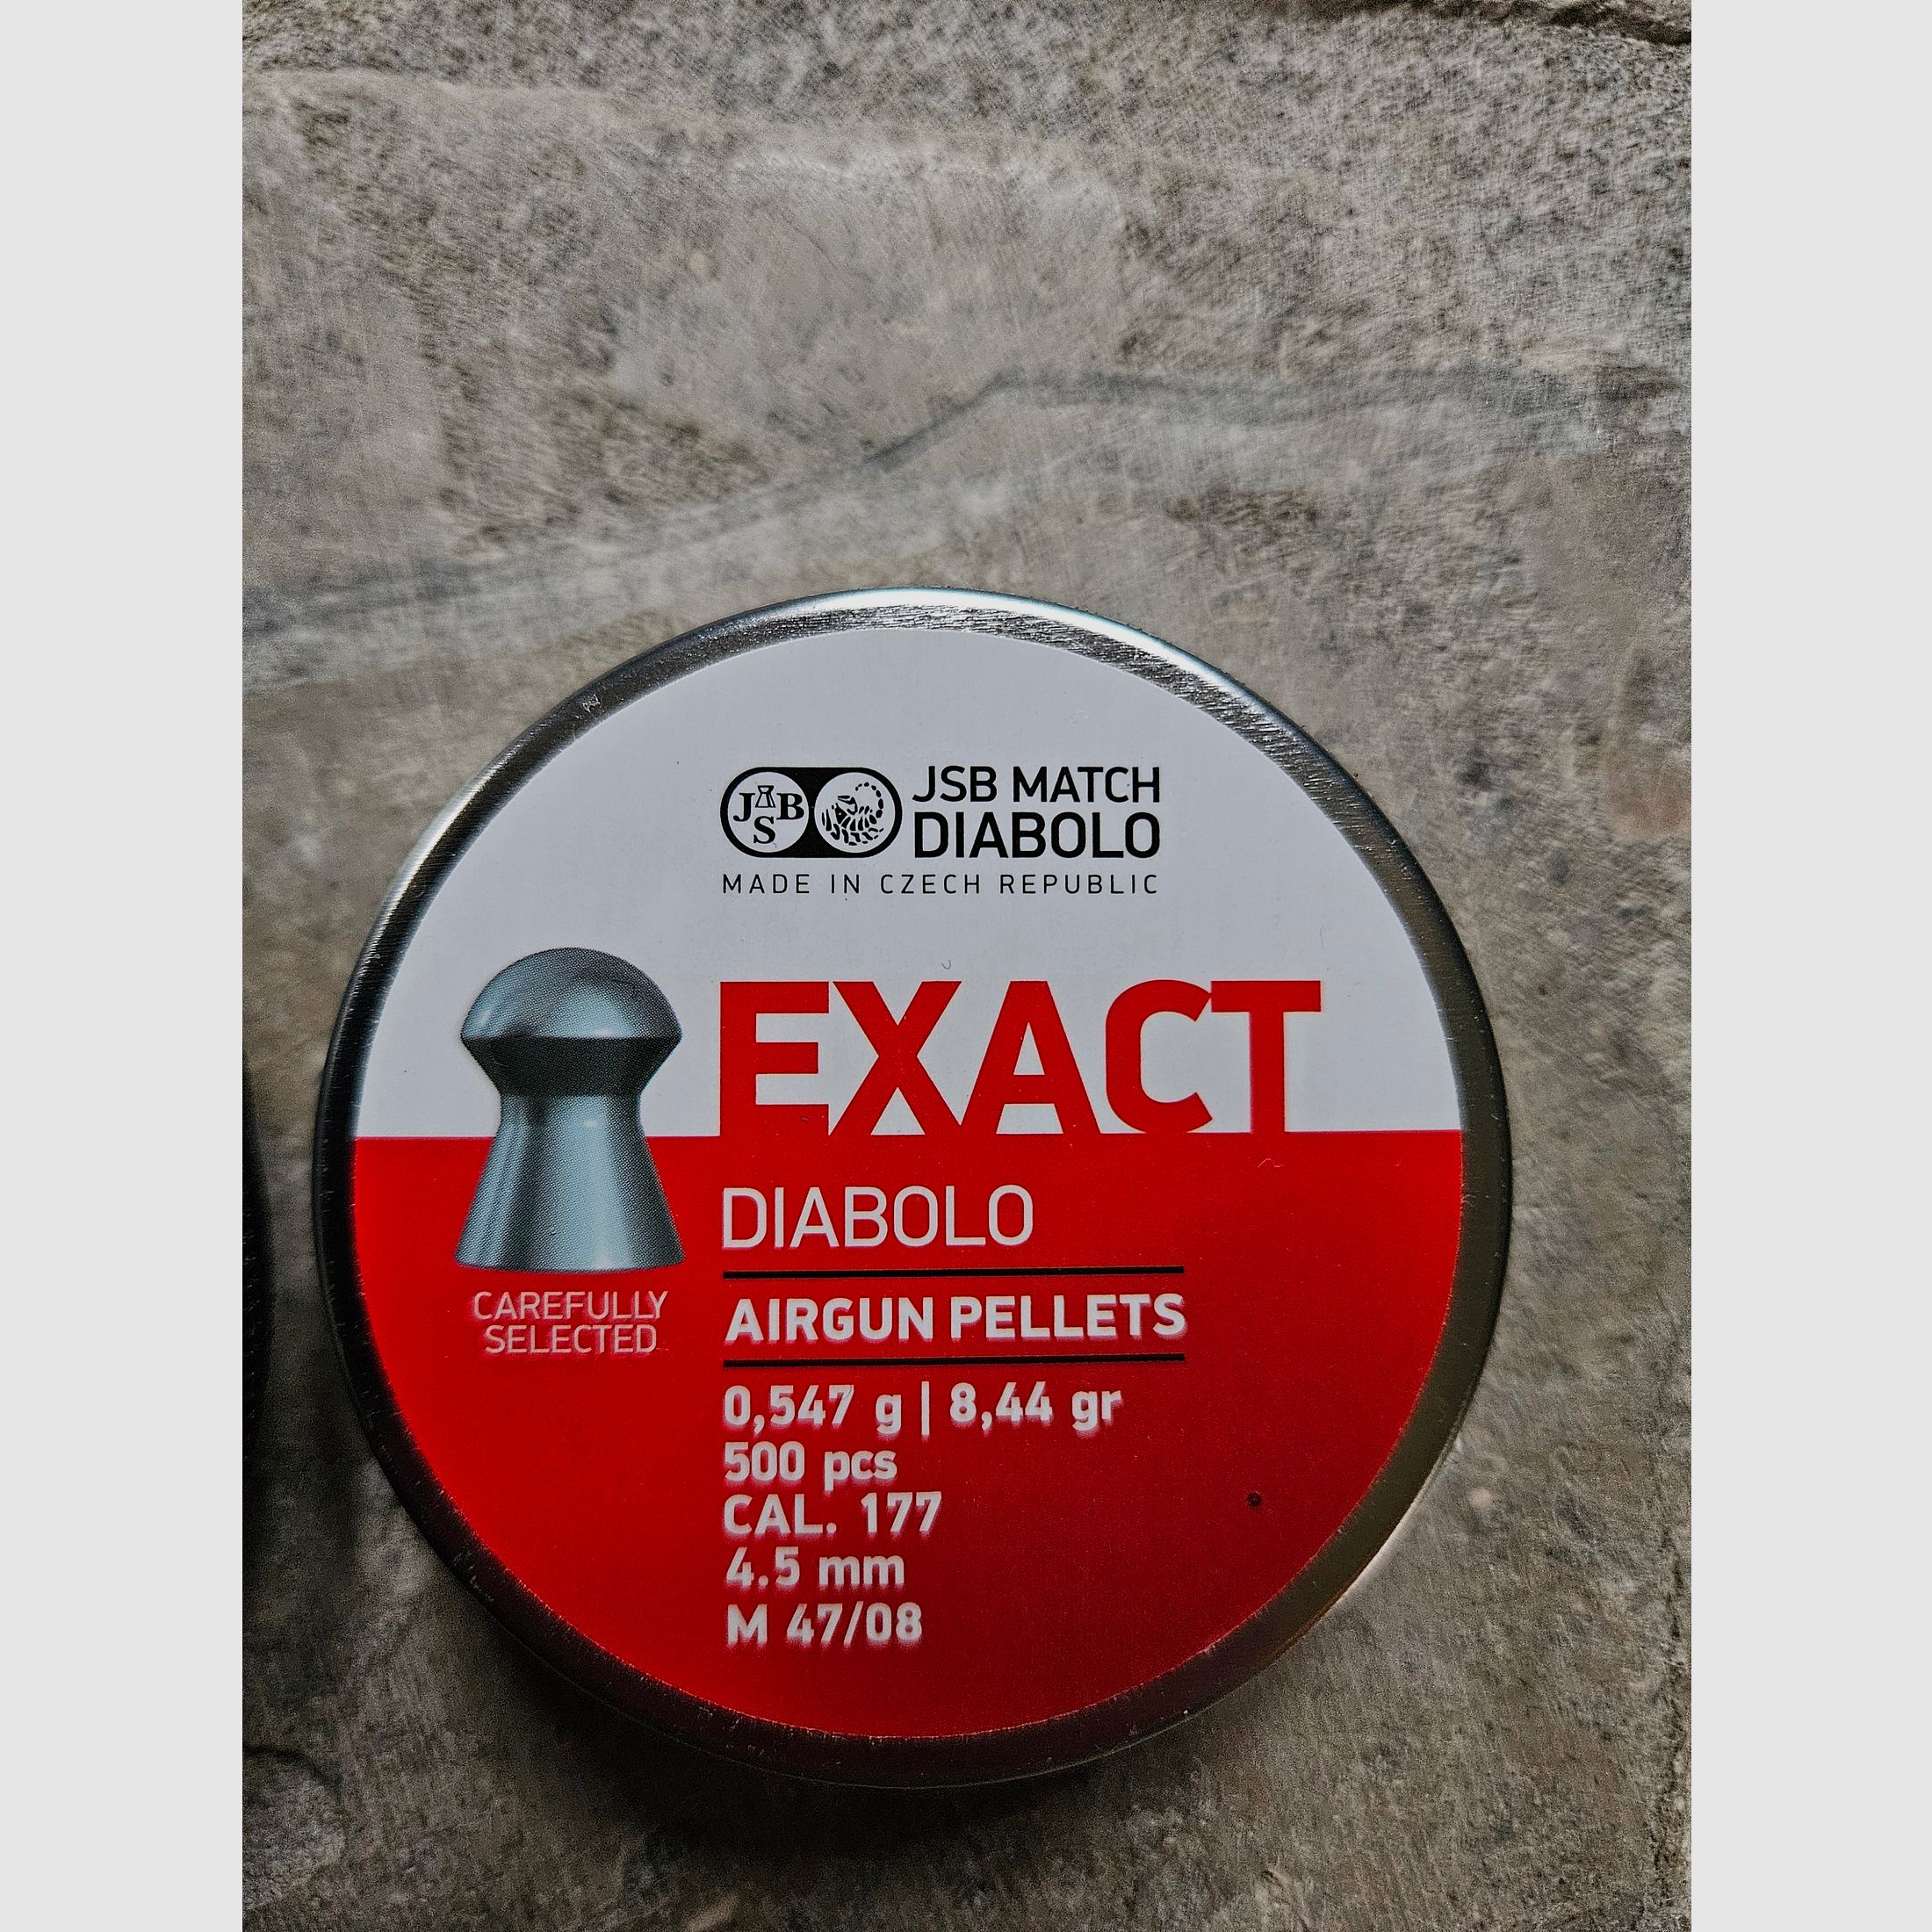 JSB
JSB MATCH
DIABOLO
MADE IN CZECH REPUBLIC
EXACT
DIABOLO
CAREFULLY
SELECTED
AIRGUN PELLETS
0,547 g | 8,44 gr
500 pcs
CAL. 177
4.5 mm
M 47/08